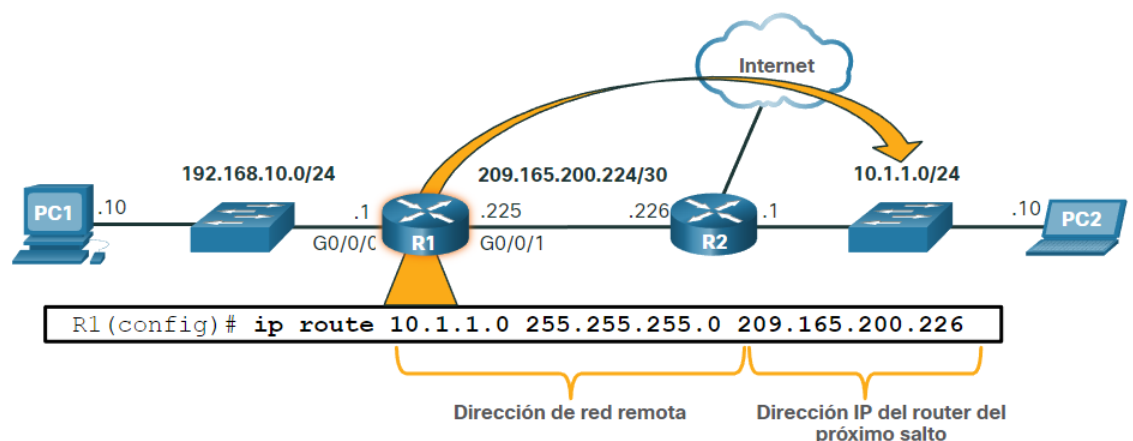 Internet
192.168.10.0/24
209.165.200.224/30
10.1.1.0/24
PC1
.10
.1
G0/0/0
R1
.225
G0/0/1
.226
R2
.1
.10
PC2
R1(config)# ip route 10.1.1.0 255.255.255.0 209.165.200.226
Dirección de red remota
Dirección IP del router del
próximo salto